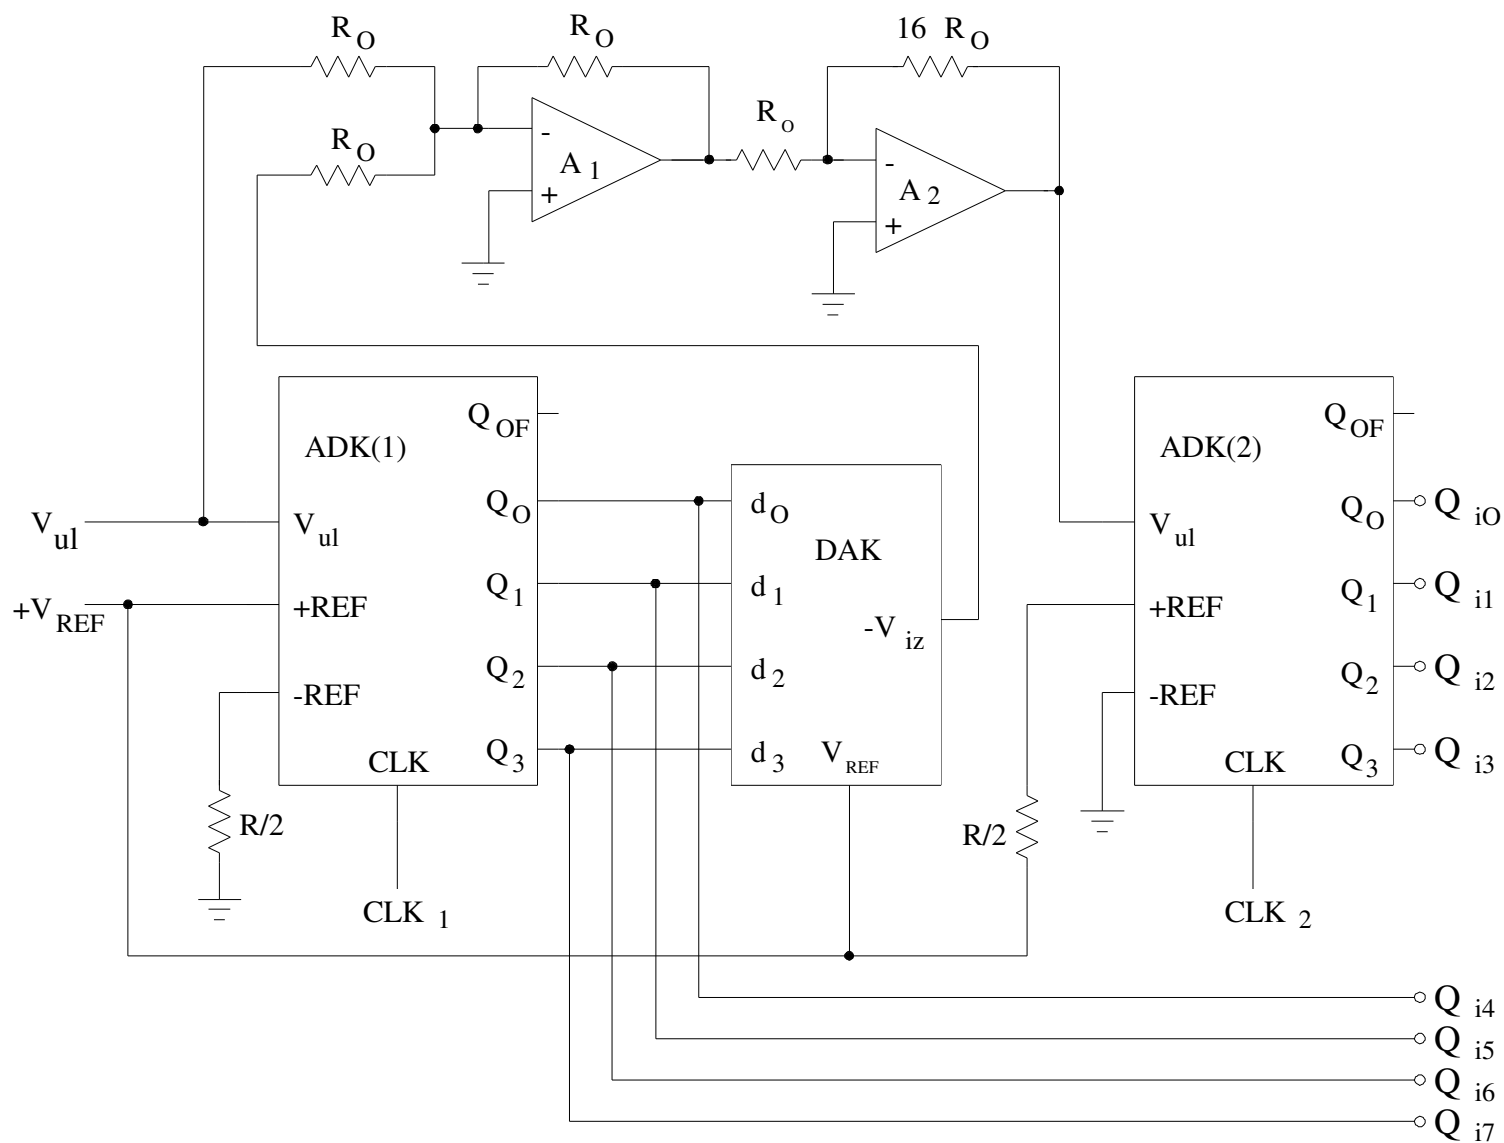 R O
R O
16 R O
R O
R o
- A 1 +
- A 2 +
ADK(1)
Q OF
V ul
V ul
Q O
+V REF
+REF
Q 1
-REF
Q 2
CLK
Q 3
R/2
CLK 1
d O
DAK
d 1
-V iz
d 2
d 3
V REF
R/2
ADK(2)
Q OF
V ul
Q O
Q iO
+REF
Q 1
Q i1
-REF
Q 2
Q i2
CLK
Q 3
Q i3
CLK 2
Q i4
Q i5
Q i6
Q i7